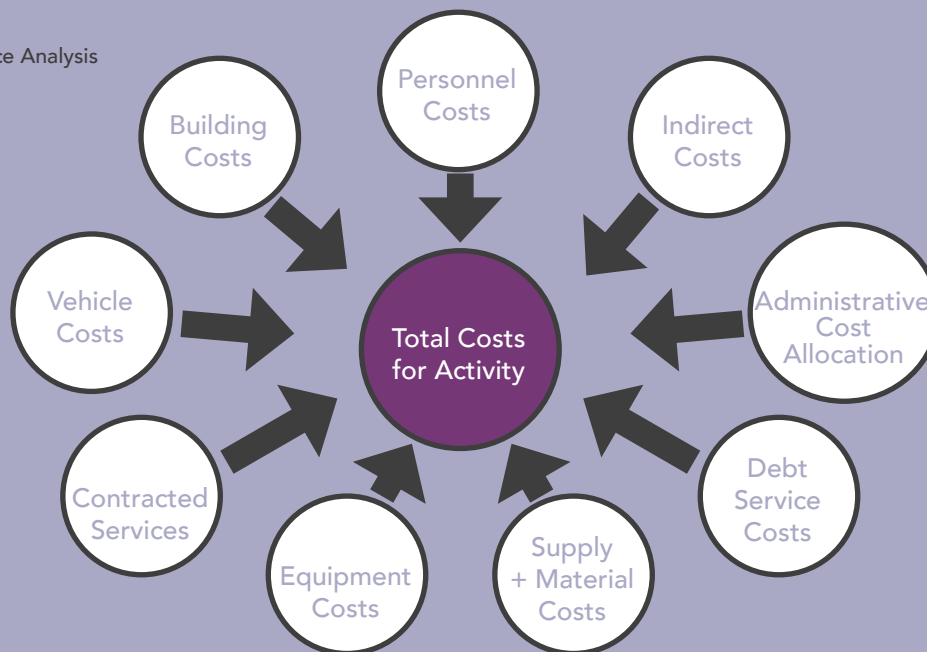 Analysis
Personnel
Costs
Building
Costs
Indirect
Costs
Vehicle
Costs
Total Costs
for Activity
Administrative
Cost
Allocation
Contracted
Services
Debt
Service
Costs
Equipment
Costs
Supply
+ Material
Costs